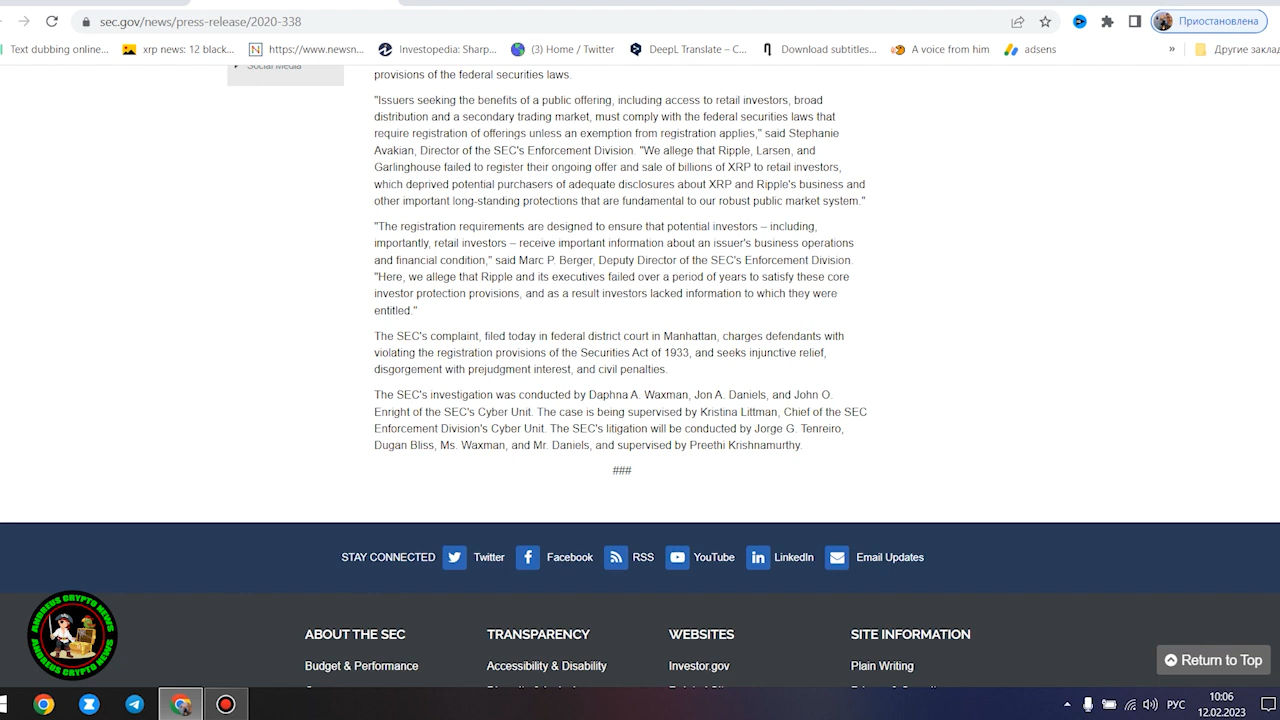 sec.gov/news/press-release/2020-338
Приостановлена
Text dubbing online...
xrp news: 12 black...
https://www.newsn...
Investopedia: Sharp...
(3) Home / Twitter
DeepL Translate – C...
Download subtitles...
A voice from him
adsens
»
Другие заклад
Social Media
provisions of the federal securities laws.
"Issuers seeking the benefits of a public offering, including access to retail investors, broad
distribution and a secondary trading market, must comply with the federal securities laws that
require registration of offerings unless an exemption from registration applies," said Stephanie
Avakian, Director of the SEC's Enforcement Division. "We allege that Ripple, Larsen, and
Garlinghouse failed to register their ongoing offer and sale of billions of XRP to retail investors,
which deprived potential purchasers of adequate disclosures about XRP and Ripple's business and
other important long-standing protections that are fundamental to our robust public market system."
"The registration requirements are designed to ensure that potential investors – including,
importantly, retail investors – receive important information about an issuer's business operations
and financial condition," said Marc P. Berger, Deputy Director of the SEC's Enforcement Division.
"Here, we allege that Ripple and its executives failed over a period of years to satisfy these core
investor protection provisions, and as a result investors lacked information to which they were
entitled."
The SEC's complaint, filed today in federal district court in Manhattan, charges defendants with
violating the registration provisions of the Securities Act of 1933, and seeks injunctive relief,
disgorgement with prejudgment interest, and civil penalties.
The SEC's investigation was conducted by Daphna A. Waxman, Jon A. Daniels, and John O.
Enright of the SEC's Cyber Unit. The case is being supervised by Kristina Littman, Chief of the SEC
Enforcement Division's Cyber Unit. The SEC's litigation will be conducted by Jorge G. Tenreiro,
Dugan Bliss, Ms. Waxman, and Mr. Daniels, and supervised by Preethi Krishnamurthy.
###
STAY CONNECTED Twitter Facebook RSS YouTube LinkedIn Email Updates
ANDREUS CRYPTO NEWS
ANDREUS CRYPTO NEWS
ABOUT THE SEC
TRANSPARENCY
WEBSITES
SITE INFORMATION
Budget & Performance
Accessibility & Disability
Investor.gov
Plain Writing
Return to Top
РУС
10:06
12.02.2023